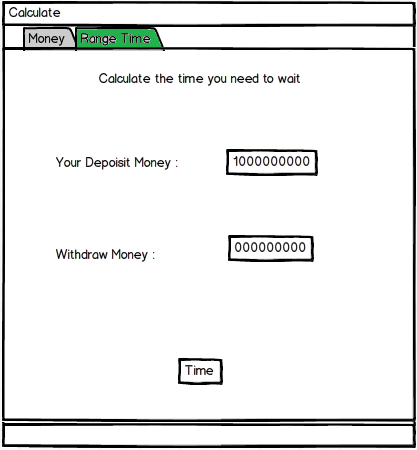 Calculate
Money Range Time
Calculate the time you need to wait
Your Depoisit Money : 1000000000
Withdraw Money : 000000000
Time